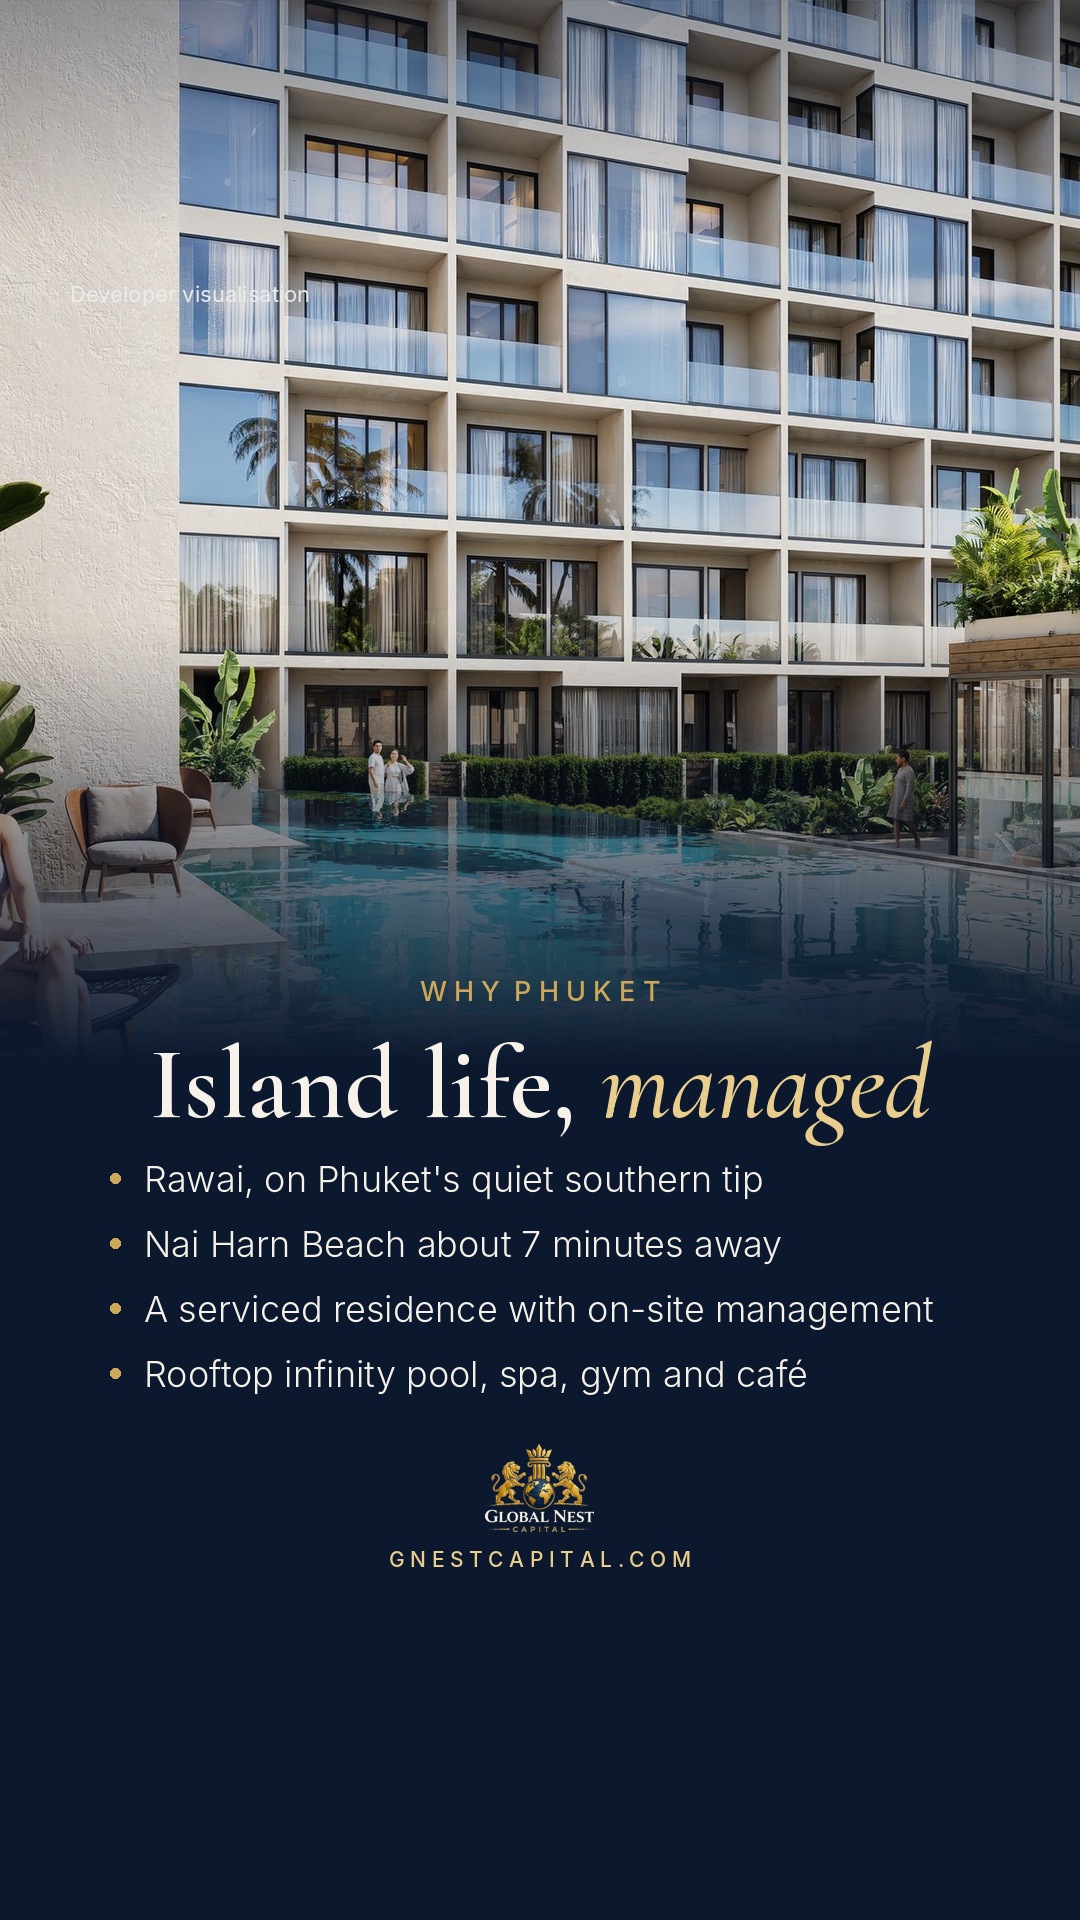 Developer visualisation
WHY PHUKET
Island life, managed
Rawai, on Phuket's quiet southern tip
Nai Harn Beach about 7 minutes away
A serviced residence with on-site management
Rooftop infinity pool, spa, gym and café
GLOBAL NEST
CAPITAL
GNESTCAPITAL.COM